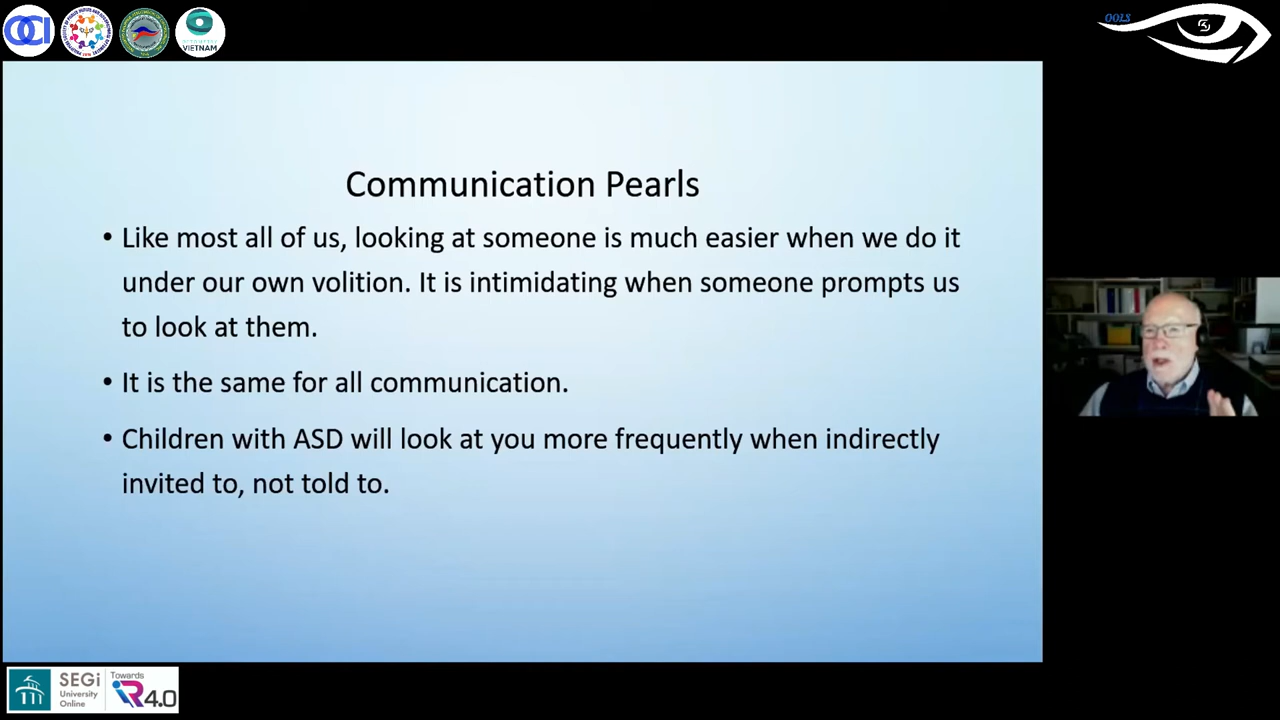 OCI
VIETNAM
OOLS
Communication Pearls
• Like most all of us, looking at someone is much easier when we do it
under our own volition. It is intimidating when someone prompts us
to look at them.
• It is the same for all communication.
• Children with ASD will look at you more frequently when indirectly
invited to, not told to.
SEGi
University
Online
Towards
iR4.0